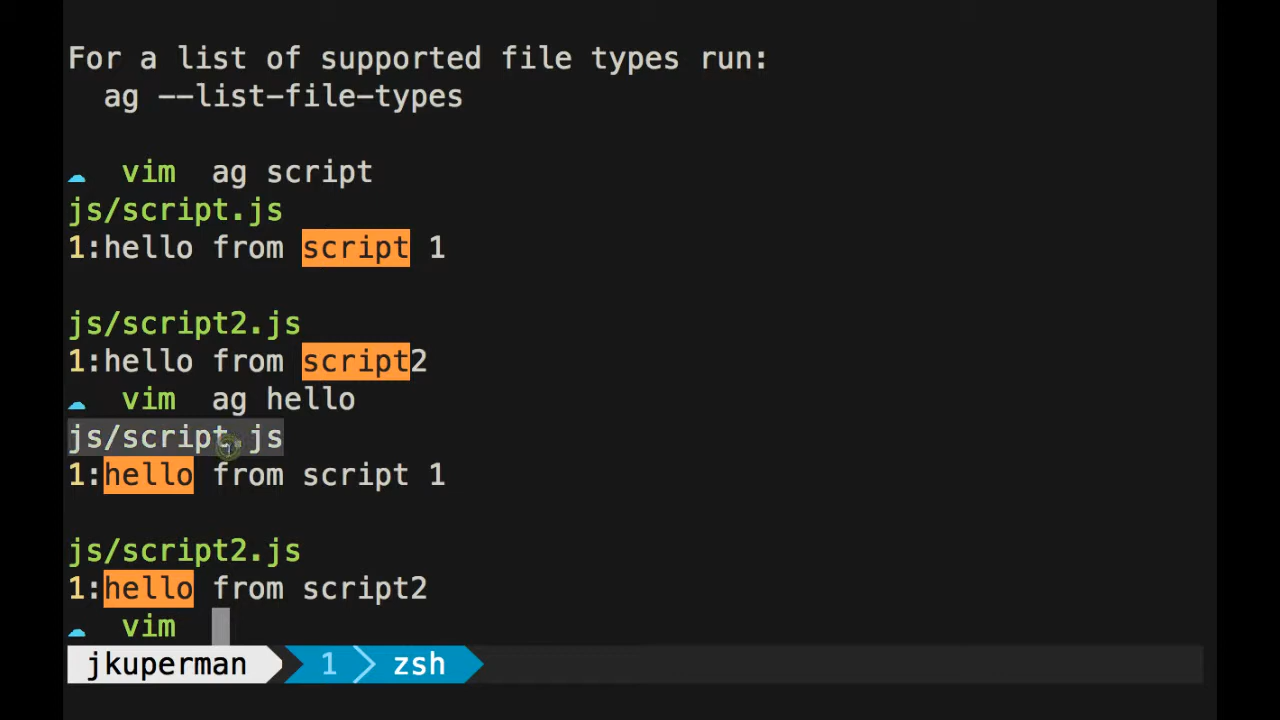 For a list of supported file types run:
ag --list-file-types
vim ag script
js/script.js
1:hello from script 1
js/script2.js
1:hello from script2
vim ag hello
js/script.js
1:hello from script 1
js/script2.js
1:hello from script2
vim
jkuperman 1 zsh